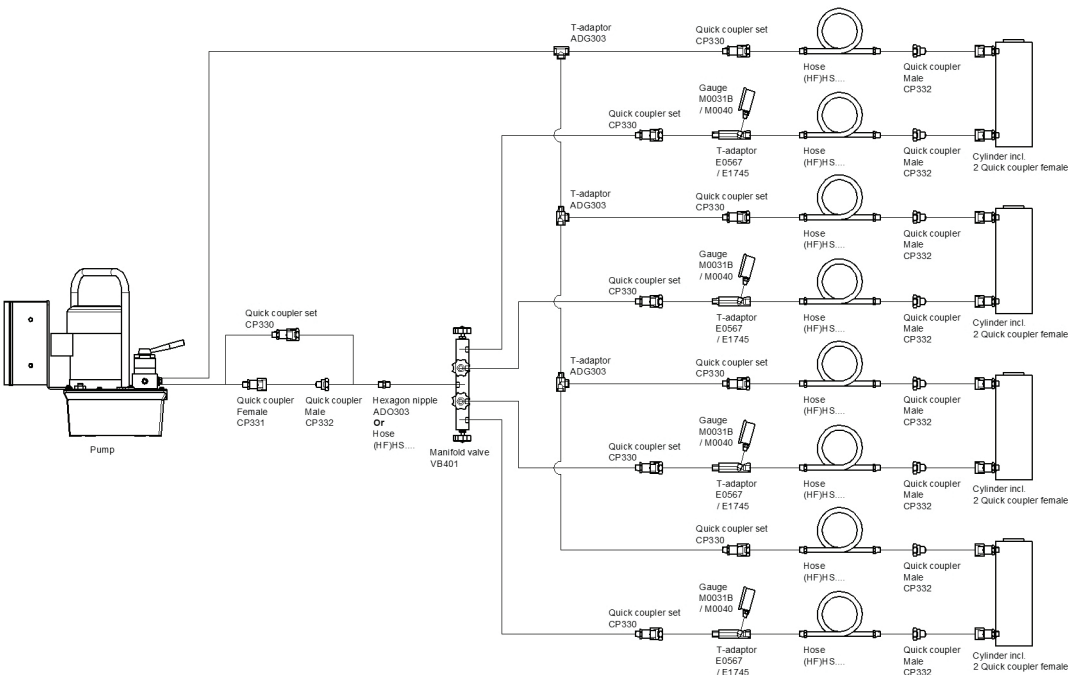 T-adaptor
ADG303
Quick coupler set
CP330
Hose
(HF)HS....
Quick coupler
Male
CP332
Gauge
M0031B
/ M0040
Quick coupler set
CP330
T-adaptor
E0567
/ E1745
Hose
(HF)HS....
Quick coupler
Male
CP332
Cylinder incl.
2 Quick coupler female
T-adaptor
ADG303
Quick coupler set
CP330
Hose
(HF)HS....
Quick coupler
Male
CP332
Gauge
M0031B
/ M0040
Quick coupler set
CP330
T-adaptor
E0567
/ E1745
Hose
(HF)HS....
Quick coupler
Male
CP332
Cylinder incl.
2 Quick coupler female
Quick coupler set
CP330
Quick coupler
Female
CP331
Quick coupler
Male
CP332
Hexagon nipple
ADO303
Or
Hose
(HF)HS....
Manifold valve
VB401
Pump
T-adaptor
ADG303
Quick coupler set
CP330
Hose
(HF)HS....
Quick coupler
Male
CP332
Gauge
M0031B
/ M0040
Quick coupler set
CP330
T-adaptor
E0567
/ E1745
Hose
(HF)HS....
Quick coupler
Male
CP332
Cylinder incl.
2 Quick coupler female
Quick coupler set
CP330
Hose
(HF)HS....
Quick coupler
Male
CP332
Gauge
M0031B
/ M0040
Quick coupler set
CP330
T-adaptor
E0567
/ E1745
Hose
(HF)HS....
Quick coupler
Male
CP332
Cylinder incl.
2 Quick coupler female